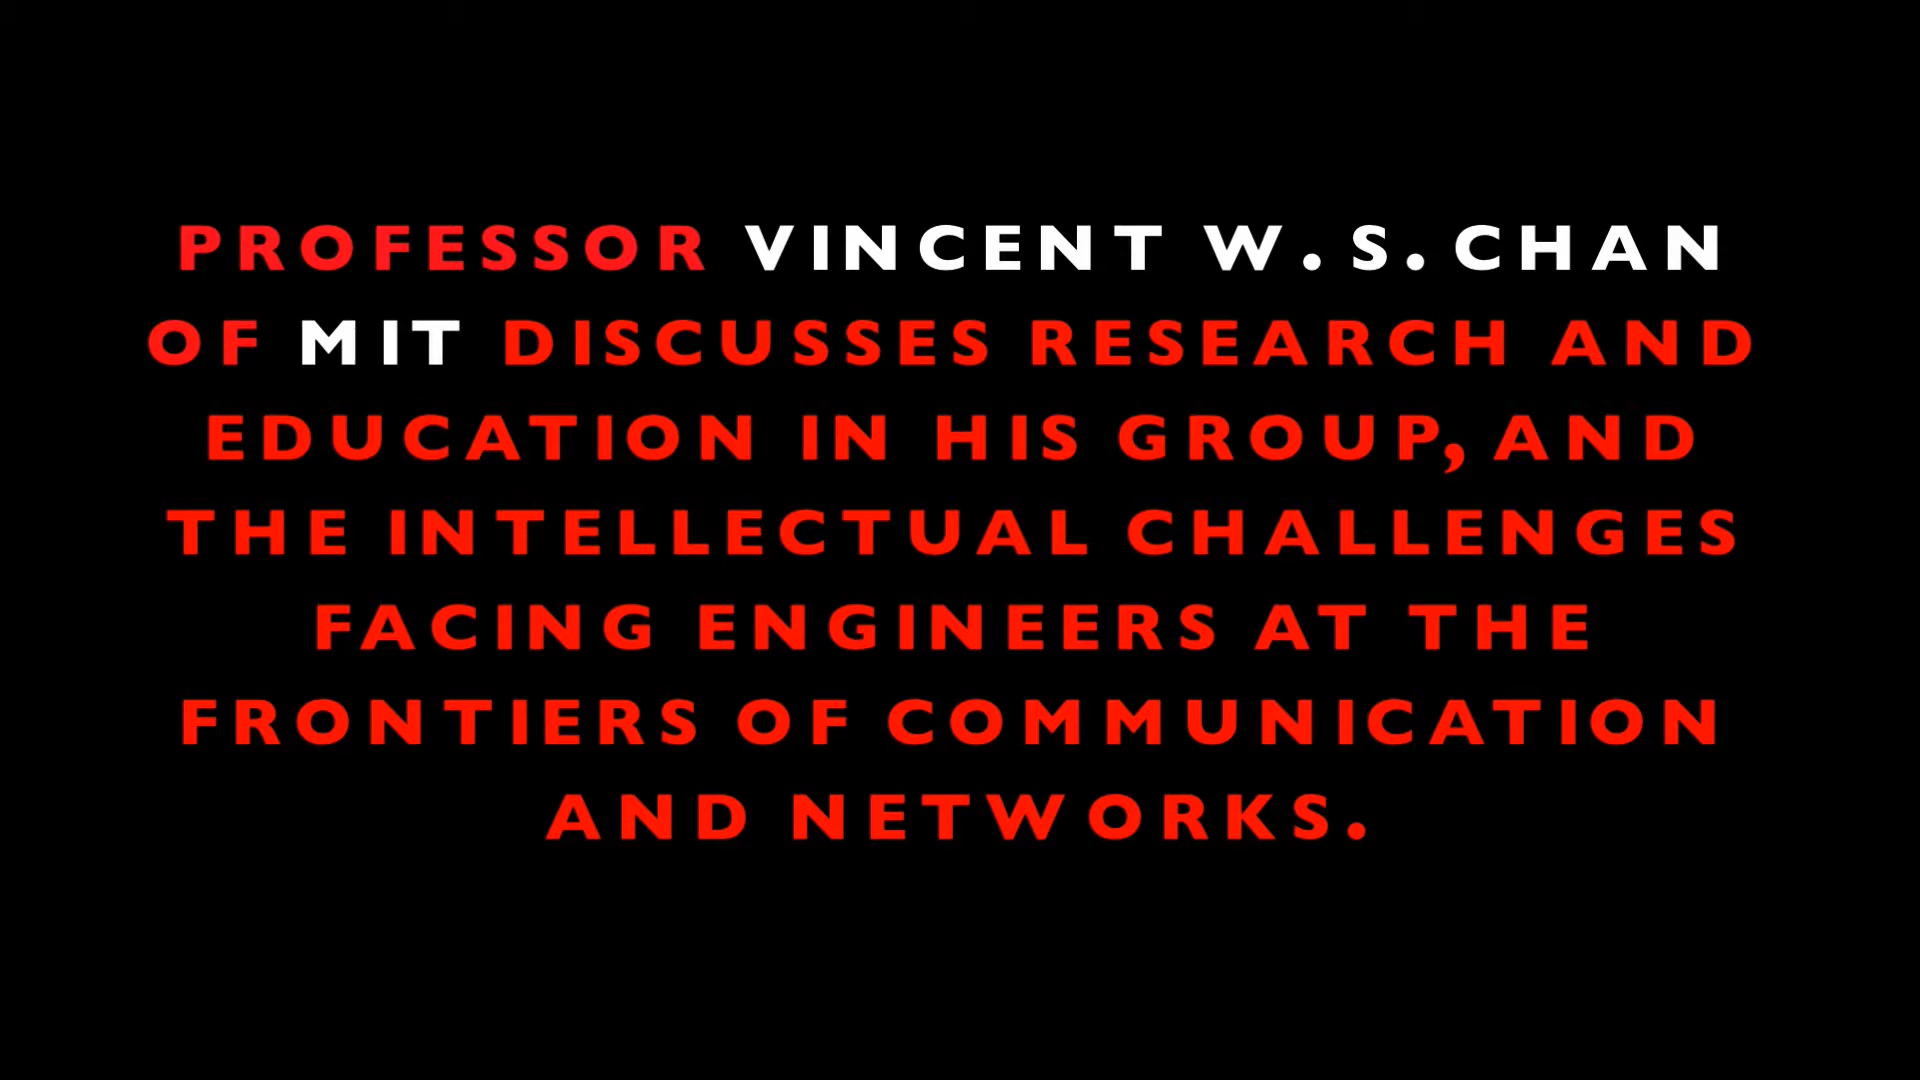 PROFESSOR VINCENT W.S.CHAN
OF MIT DISCUSSES RESEARCH AND
EDUCATION IN HIS GROUP, AND
THE INTELLECTUAL CHALLENGES
FACING ENGINEERS AT THE
FRONTIERS OF COMMUNICATION
AND NETWORKS.